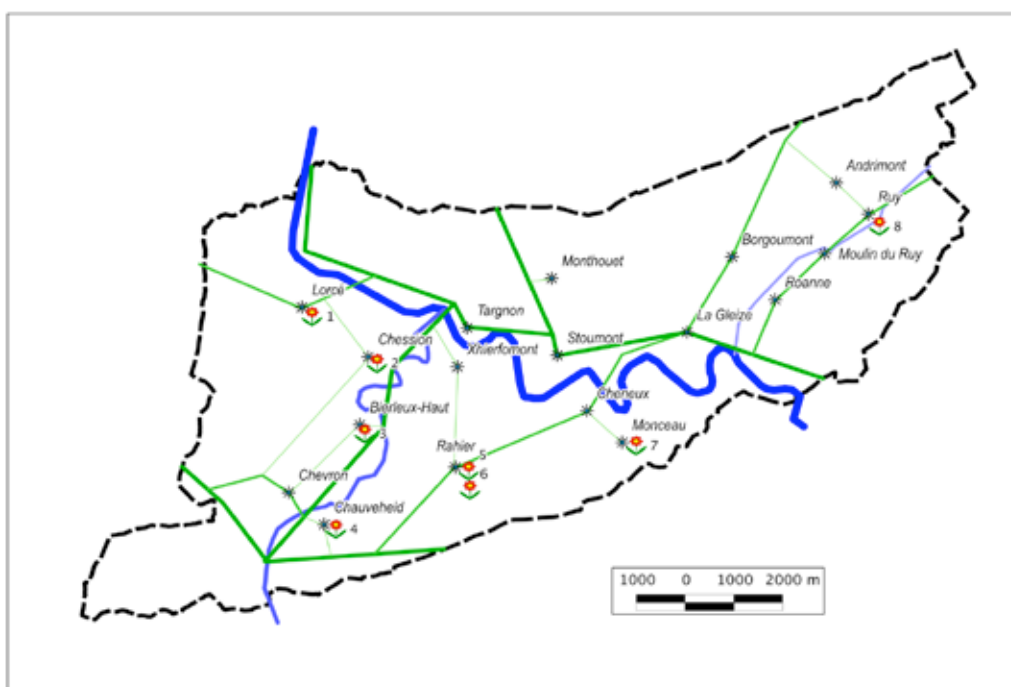 Andrimont
Ruy
8
Borgoumont
Moulin du Ruy
Monthouet
Roanne
Lorcé
1
Targnon
La Gleize
Chession
2
Xhierfomont
Stoumont
Bierleux-Haut
3
Cheneux
Monceau
7
Rahier
5
6
Chevron
Chauveheid
4
1000 0 1000 2000 m